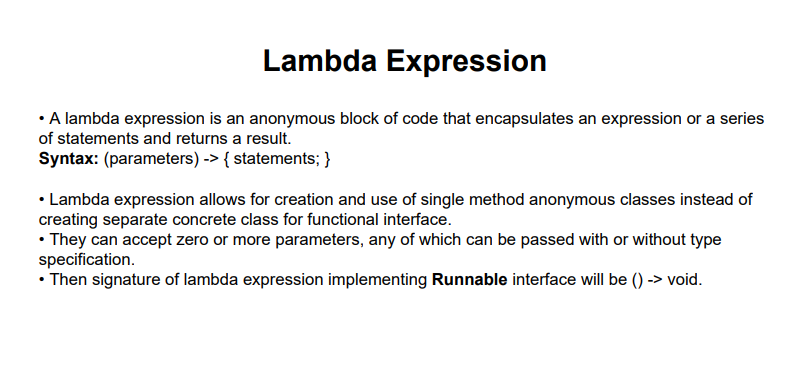 Lambda Expression
• A lambda expression is an anonymous block of code that encapsulates an expression or a series
of statements and returns a result.
Syntax: (parameters) -> { statements; }
• Lambda expression allows for creation and use of single method anonymous classes instead of
creating separate concrete class for functional interface.
• They can accept zero or more parameters, any of which can be passed with or without type
specification.
• Then signature of lambda expression implementing Runnable interface will be () -> void.